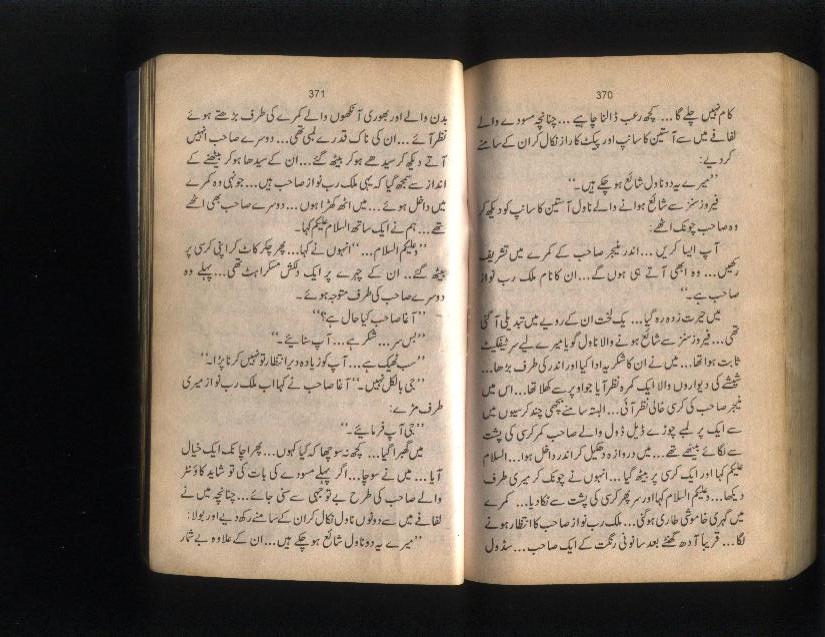 370
کام نہیں چلے گا... کچھ رعب ڈالنا چاہیے... چنانچہ مسودے والے
لفافے میں سے آستین کا سانپ اور پیکٹ کا راز نکال کر ان کے سامنے
کر دیے:
”میرے یہ دو ناول شائع ہو چکے ہیں۔“
فیروز سنز سے شائع ہونے والے ناول آستین کا سانپ کو دیکھ کر
وہ صاحب چونک اٹھے:
آپ ایسا کریں... اندر منیجر صاحب کے کمرے میں تشریف
رکھیں... وہ ابھی آتے ہی ہوں گے... ان کا نام ملک رب نواز
صاحب ہے۔“
میں حیرت زدہ رہ گیا... یک لخت ان کے رویے میں تبدیلی آ گئی
تھی... فیروز سنز سے شائع ہونے والا ناول گویا میرے لیے سرٹیفکیٹ
ثابت ہوا تھا... میں نے ان کا شکریہ ادا کیا اور اندر کی طرف بڑھا...
شیشے کی دیواروں والا ایک کمرہ نظر آیا جو اوپر سے کھلا تھا... اس میں
منیجر صاحب کی کرسی خالی نظر آئی... البتہ سامنے بچھی چند کرسیوں میں
سے ایک پر لمبے چوڑے ڈیل ڈول والے صاحب کمر کرسی کی پشت
سے لگائے بیٹھے تھے... میں دروازہ دھکیل کر اندر داخل ہوا... السلام
علیکم کہا اور ایک کرسی پر بیٹھ گیا... انہوں نے چونک کر میری طرف
دیکھا... وعلیکم السلام کہا اور سر پھر کرسی کی پشت سے لگا دیا... کمرے
میں گہری خاموشی طاری ہو گئی... ملک رب نواز صاحب کا انتظار ہونے
لگا... قریباً آدھ گھنٹے بعد سانولی رنگت کے ایک صاحب... سڈول
371
بدن والے اور بھوری آنکھوں والے کمرے کی طرف بڑھتے ہوئے
نظر آئے... ان کی ناک قدرے لمبی تھی... دوسرے صاحب انہیں
آتے دیکھ کر سیدھے ہو کر بیٹھ گئے... ان کے سیدھا ہو کر بیٹھنے کے
انداز سے سمجھ گیا کہ یہی ملک رب نواز صاحب ہیں... جونہی وہ کمرے
میں داخل ہوئے... میں اٹھ کھڑا ہوں... دوسرے صاحب بھی اٹھے
تھے... ہم نے ایک ساتھ السلام علیکم کہا۔
”وعلیکم السلام...“ انہوں نے کہا... پھر چکر کاٹ کر اپنی کرسی پر
بیٹھ گئے.. ان کے چہرے پر ایک دلکش مسکراہٹ تھی... پہلے وہ
دوسرے صاحب کی طرف متوجہ ہوئے۔
”آغا صاحب کیا حال ہے؟“
”بس سر... شکر ہے... آپ سنائیے۔“
”سب ٹھیک ہے... آپ کو زیادہ دیر انتظار تو نہیں کرنا پڑا۔“
”جی بالکل نہیں۔“ آغا صاحب نے کہا اب ملک رب نواز میری
طرف مڑے:
”جی آپ فرمائیے۔“
میں گھبرا گیا... کچھ نہ سوجھا کہ کیا کہوں... پھر اچانک ایک خیال
آیا... میں نے سوچا... اگر پہلے مسودے کی بات کی تو شاید کاؤنٹر
والے صاحب کی طرح بے توجہی سے سنی جائے... چنانچہ میں نے
لفافے میں سے دونوں ناول نکال کر ان کے سامنے رکھ دیے اور بولا:
”میرے یہ دو ناول شائع ہو چکے ہیں... ان کے علاوہ بے شمار